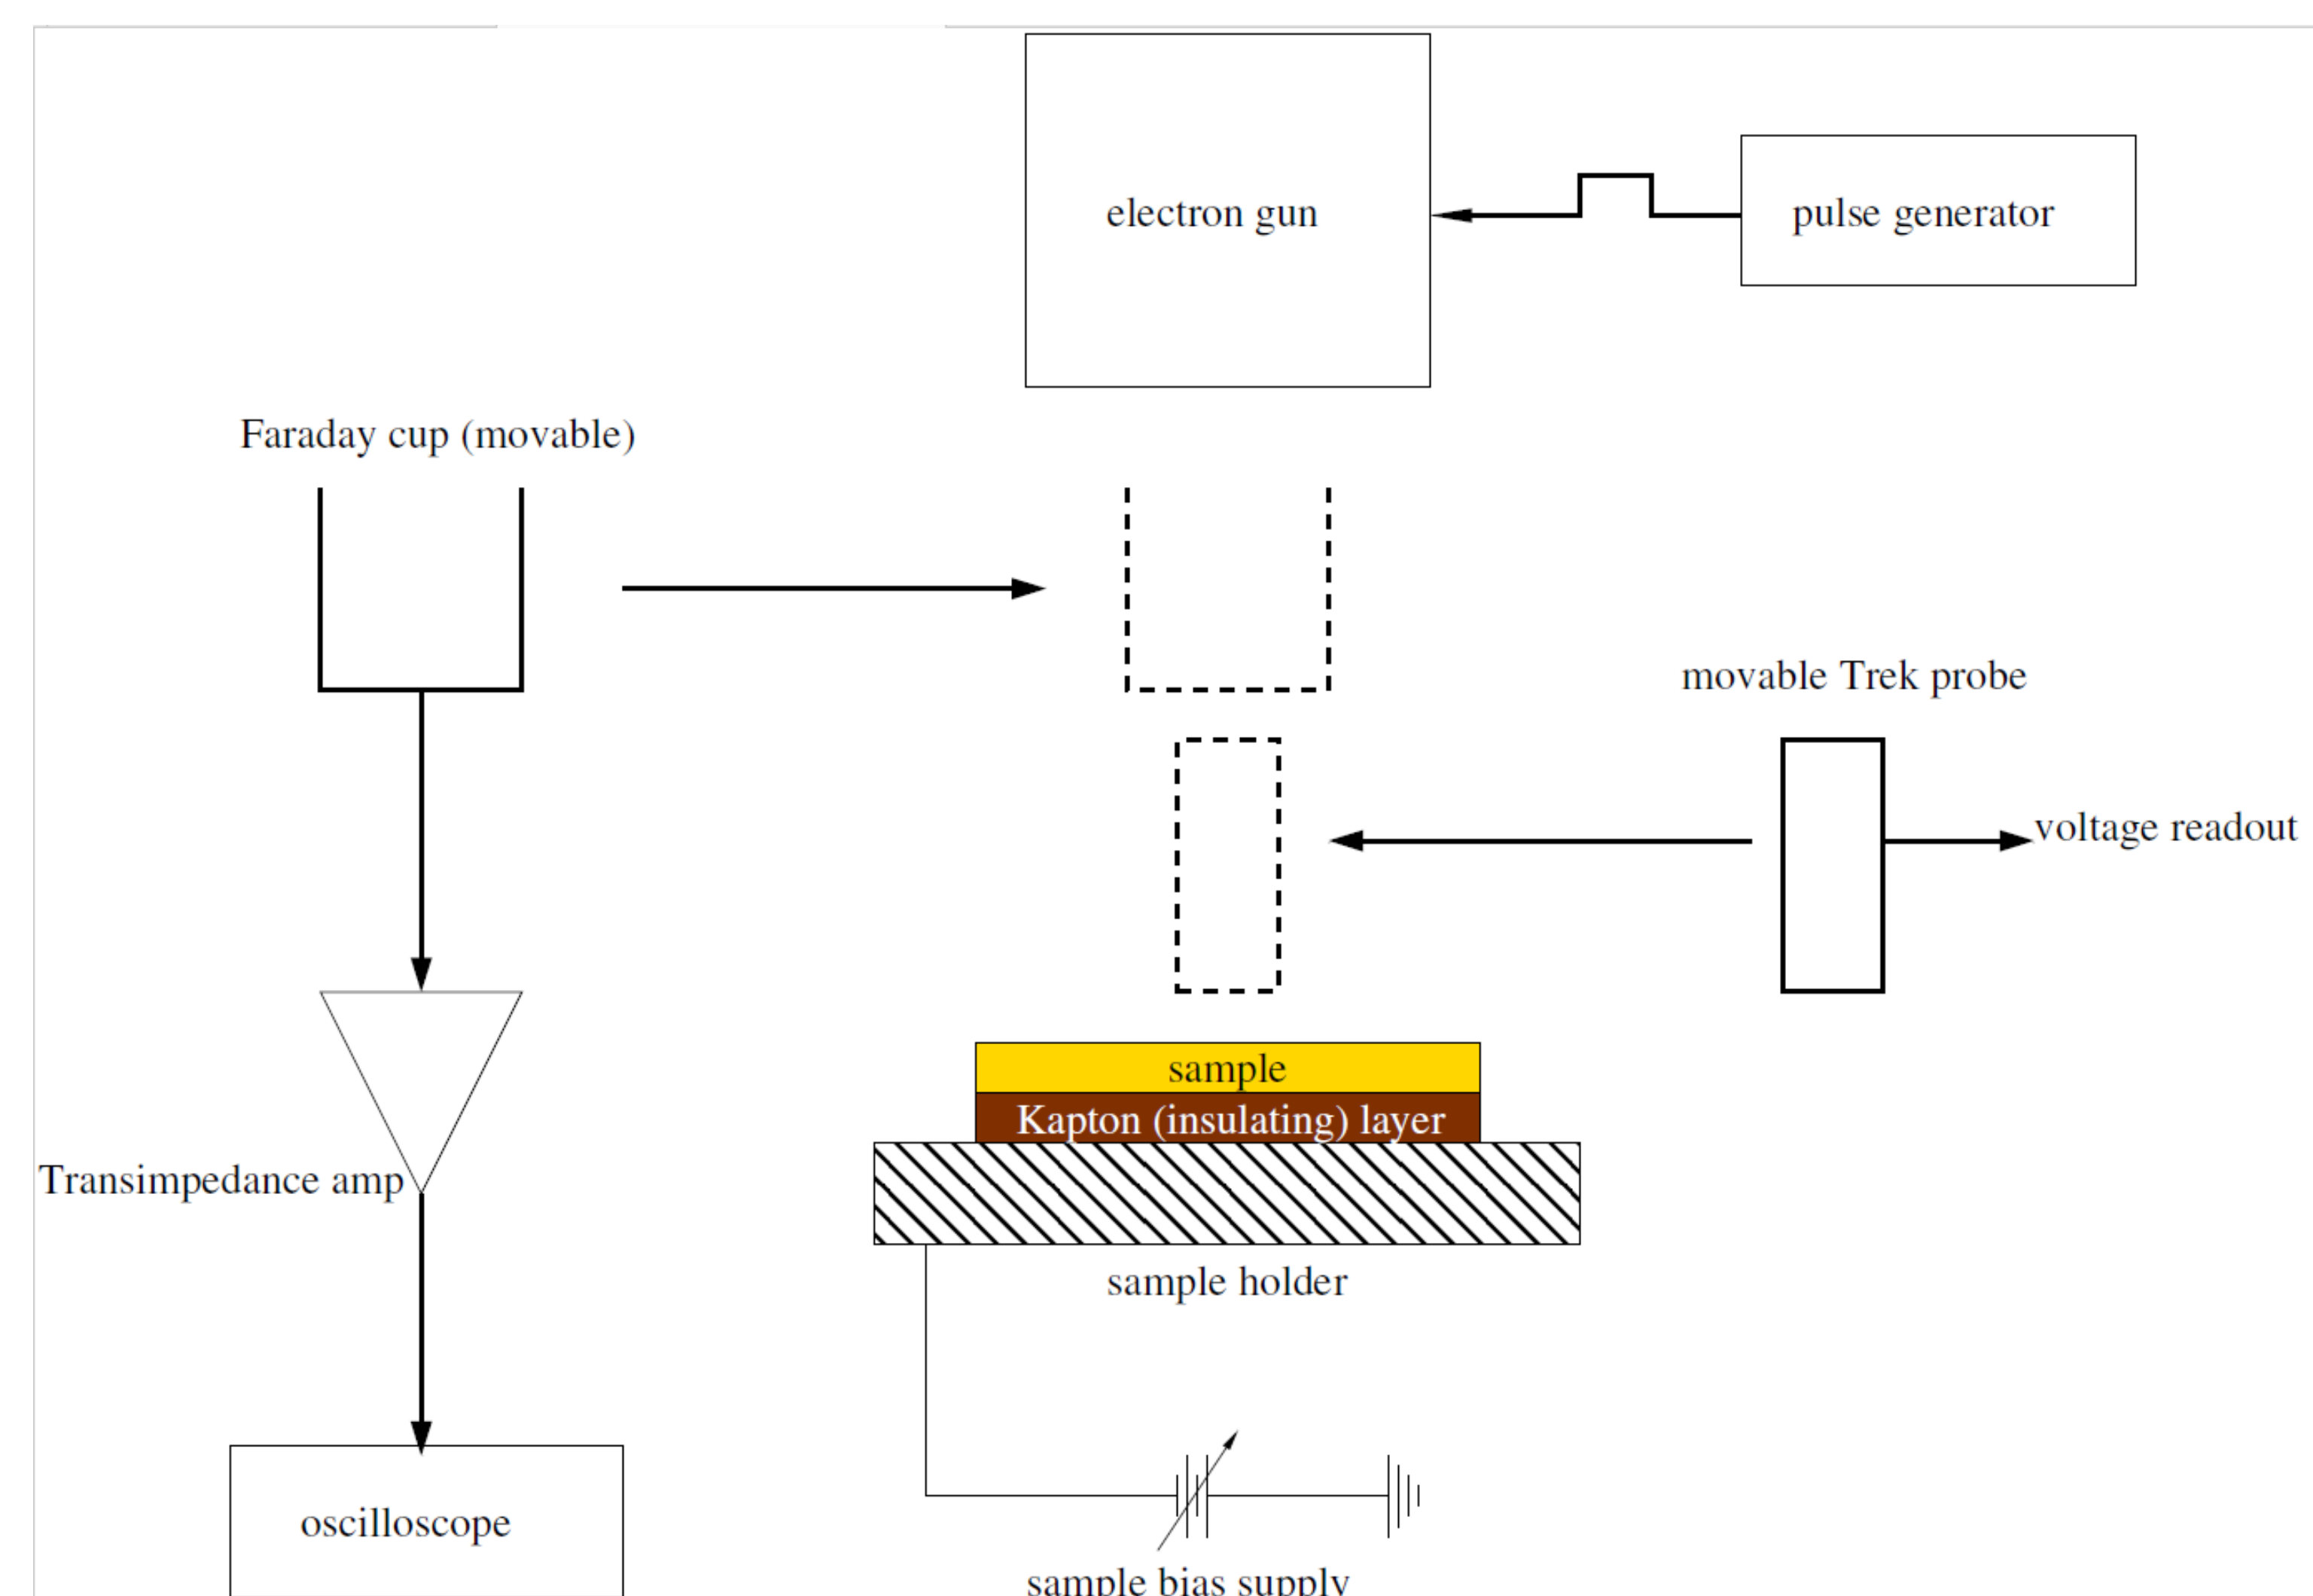 electron gun
pulse generator
Faraday cup (movable)
movable Trek probe
voltage readout
sample
Kapton (insulating) layer
Transimpedance amp
sample holder
oscilloscope
sample bias supply